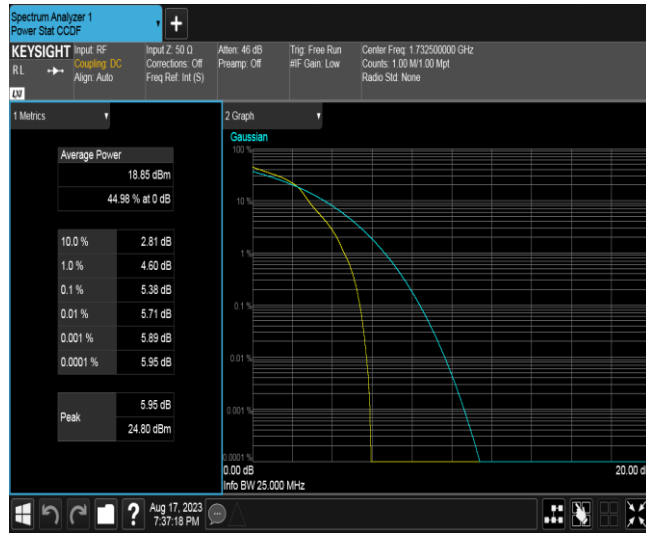 Spectrum Analyzer 1
Power Stat CCDF
KEYSIGHT
RL
LXI
Input: RF
Coupling: DC
Align: Auto
Input Z: 50 Ω
Corrections: Off
Freq Ref: Int (S)
Atten: 46 dB
Preamp: Off
Trig: Free Run
#IF Gain: Low
Center Freq: 1.732500000 GHz
Counts: 1.00 M/1.00 Mpt
Radio Std: None
1 Metrics
Average Power
18.85 dBm
44.98 % at 0 dB
10.0 % 2.81 dB
1.0 % 4.60 dB
0.1 % 5.38 dB
0.01 % 5.71 dB
0.001 % 5.89 dB
0.0001 % 5.95 dB
Peak
5.95 dB
24.80 dBm
2 Graph
Gaussian
100 %
10 %
1 %
0.1 %
0.01 %
0.001 %
0.0001 %
0.00 dB
20.00 d
Info BW 25.000 MHz
?
Aug 17, 2023
7:37:18 PM